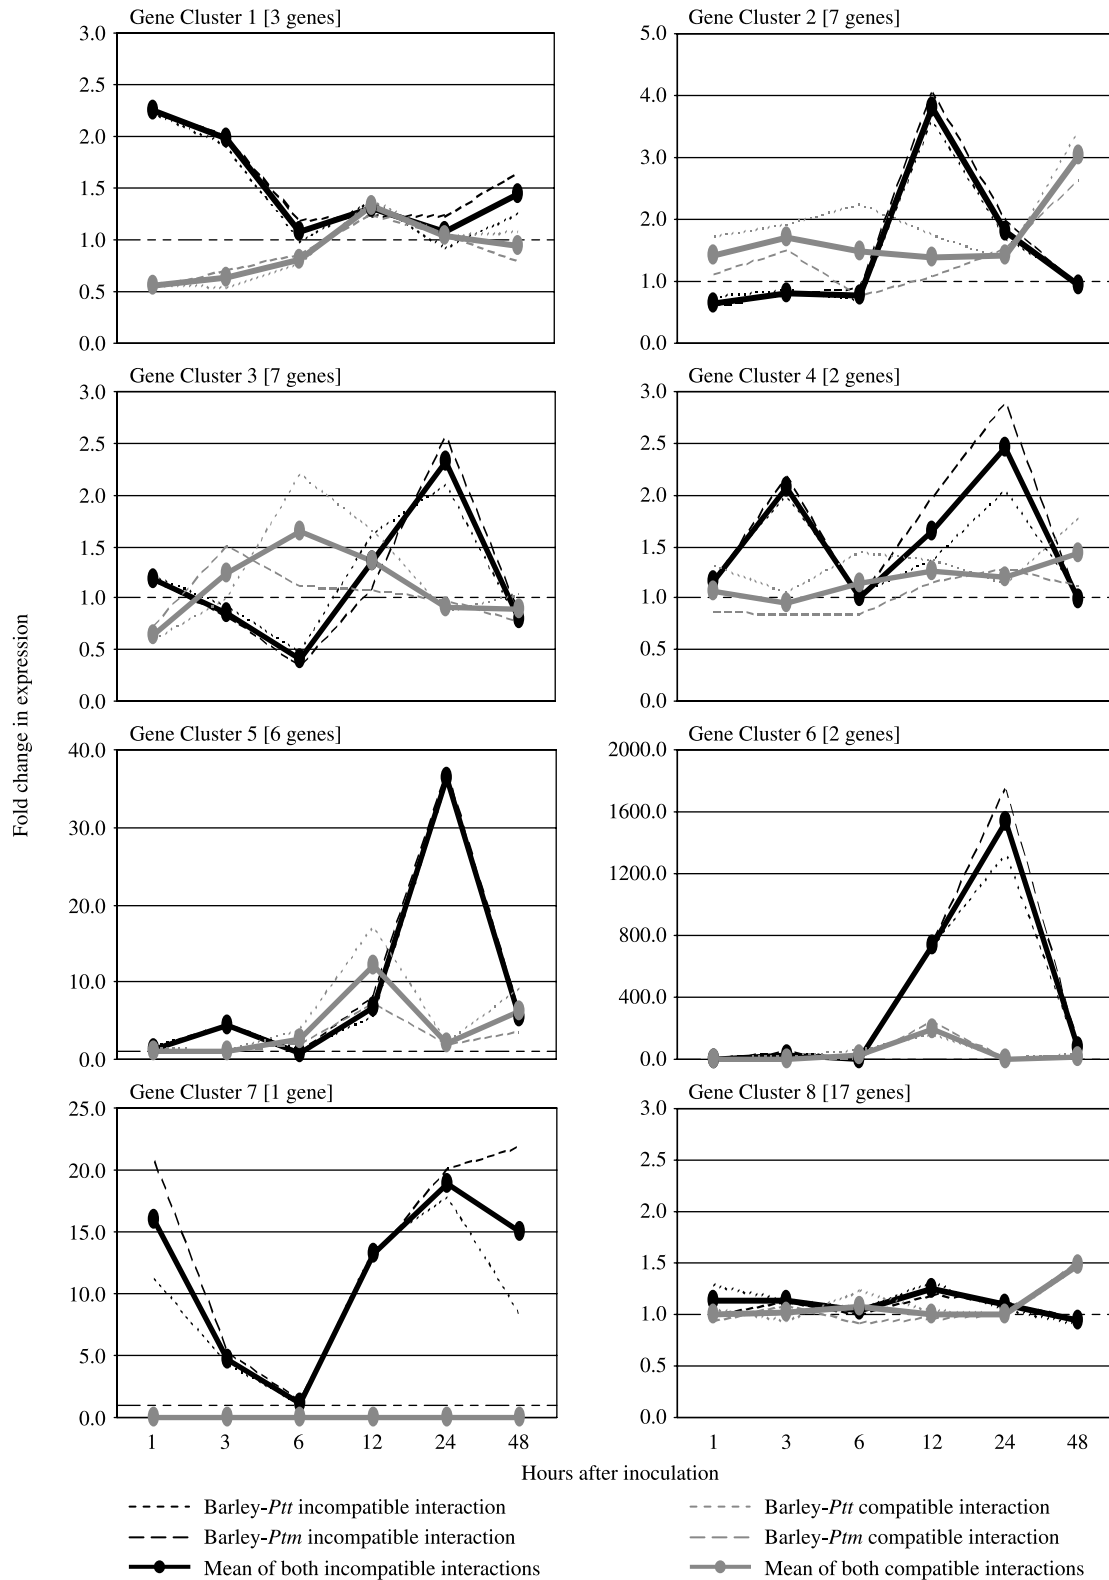 Gene Cluster 1 [3 genes]
3.0
2.5
2.0
1.5
1.0
0.5
0.0
Gene Cluster 2 [7 genes]
5.0
4.0
3.0
2.0
1.0
0.0
Gene Cluster 3 [7 genes]
3.0
2.5
2.0
1.5
1.0
0.5
0.0
Gene Cluster 4 [2 genes]
3.0
2.5
2.0
1.5
1.0
0.5
0.0
Fold change in expression
Gene Cluster 5 [6 genes]
40.0
30.0
20.0
10.0
0.0
Gene Cluster 6 [2 genes]
2000.0
1600.0
1200.0
800.0
400.0
0.0
Gene Cluster 7 [1 gene]
25.0
20.0
15.0
10.0
5.0
0.0
1 3 6 12 24 48
Gene Cluster 8 [17 genes]
3.0
2.5
2.0
1.5
1.0
0.5
0.0
1 3 6 12 24 48
Hours after inoculation
Barley-Ptt incompatible interaction
Barley-Ptm incompatible interaction
Mean of both incompatible interactions
Barley-Ptt compatible interaction
Barley-Ptm compatible interaction
Mean of both compatible interactions